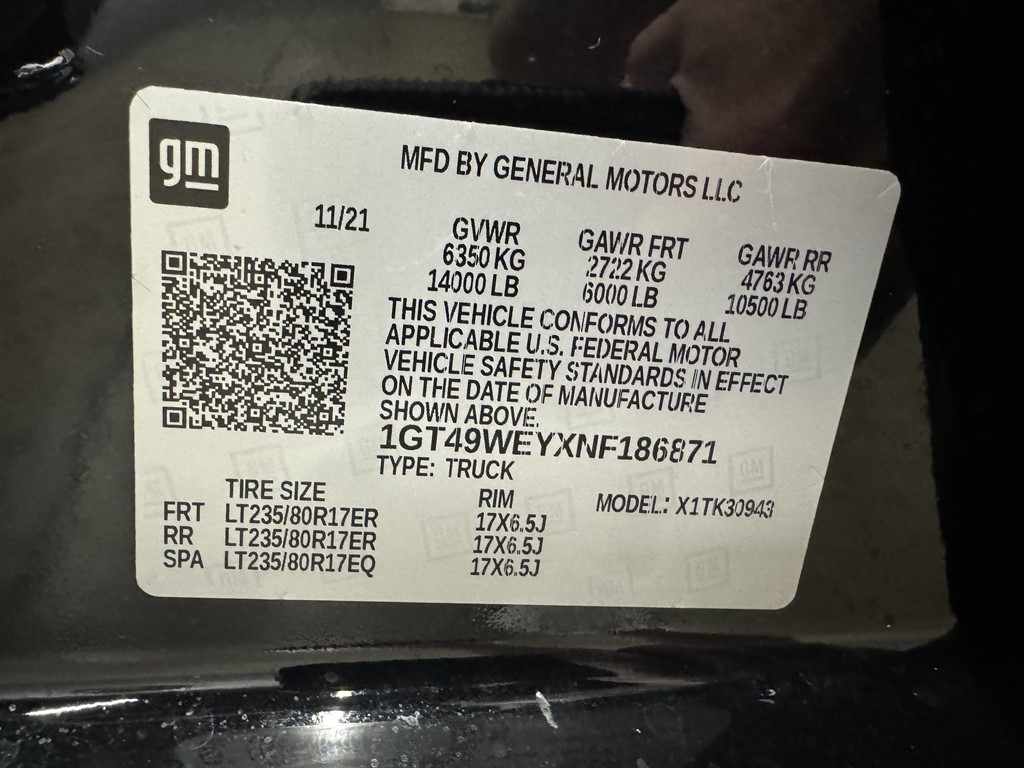 gm
MFD BY GENERAL MOTORS LLC
11/21
GVWR GAWR FRT GAWR RR
6350 KG 2722 KG 4763 KG
14000 LB 6000 LB 10500 LB
THIS VEHICLE CONFORMS TO ALL
APPLICABLE U.S. FEDERAL MOTOR
VEHICLE SAFETY STANDARDS IN EFFECT
ON THE DATE OF MANUFACTURE
SHOWN ABOVE.
1GT49WEYXNF186871
TYPE: TRUCK
TIRE SIZE RIM MODEL: X1TK30943
FRT LT235/80R17ER 17X6.5J
RR LT235/80R17ER 17X6.5J
SPA LT235/80R17EQ 17X6.5J